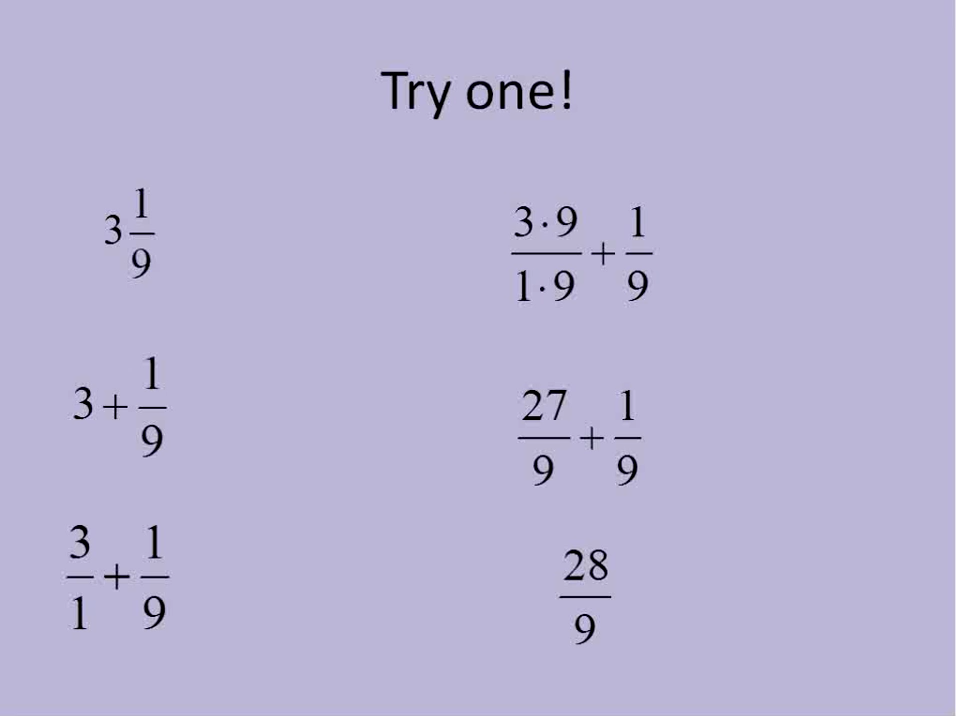 Try one!
3 1/9
3 + 1/9
3/1 + 1/9
3·9/1·9 + 1/9
27/9 + 1/9
28/9